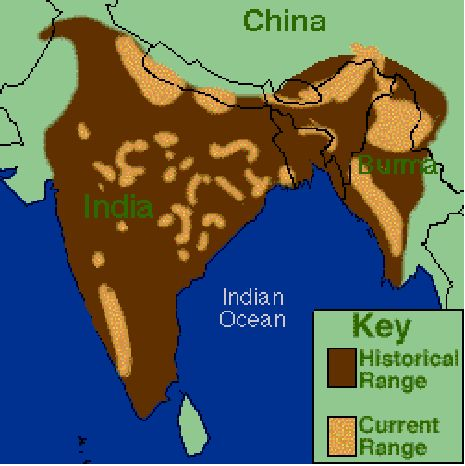 China
Burma
India
Indian
Ocean
Key
Historical
Range
Current
Range